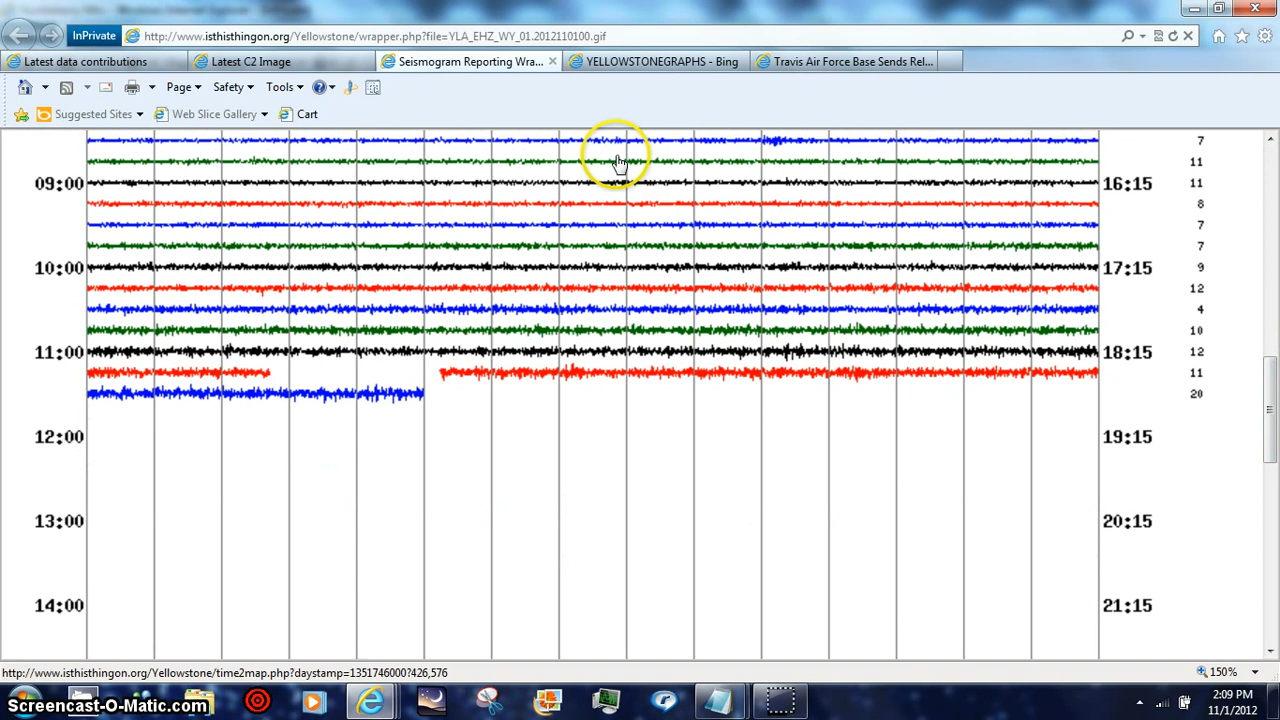 InPrivate
http://www.isthisthingon.org/Yellowstone/wrapper.php?file=YLA_EHZ_WY_01.2012110100.gif
Latest data contributions
Latest C2 Image
Seismogram Reporting Wra...
YELLOWSTONEGRAPHS - Bing
Travis Air Force Base Sends Rel...
Page
Safety
Tools
Suggested Sites
Web Slice Gallery
Cart
7
11
09:00 16:15 11
8
7
7
10:00 17:15 9
12
4
10
11:00 18:15 12
11
20
12:00 19:15
13:00 20:15
14:00 21:15
http://www.isthisthingon.org/Yellowstone/time2map.php?daystamp=1351746000?426,576
150%
Screencast-O-Matic.com
2:09 PM
11/1/2012